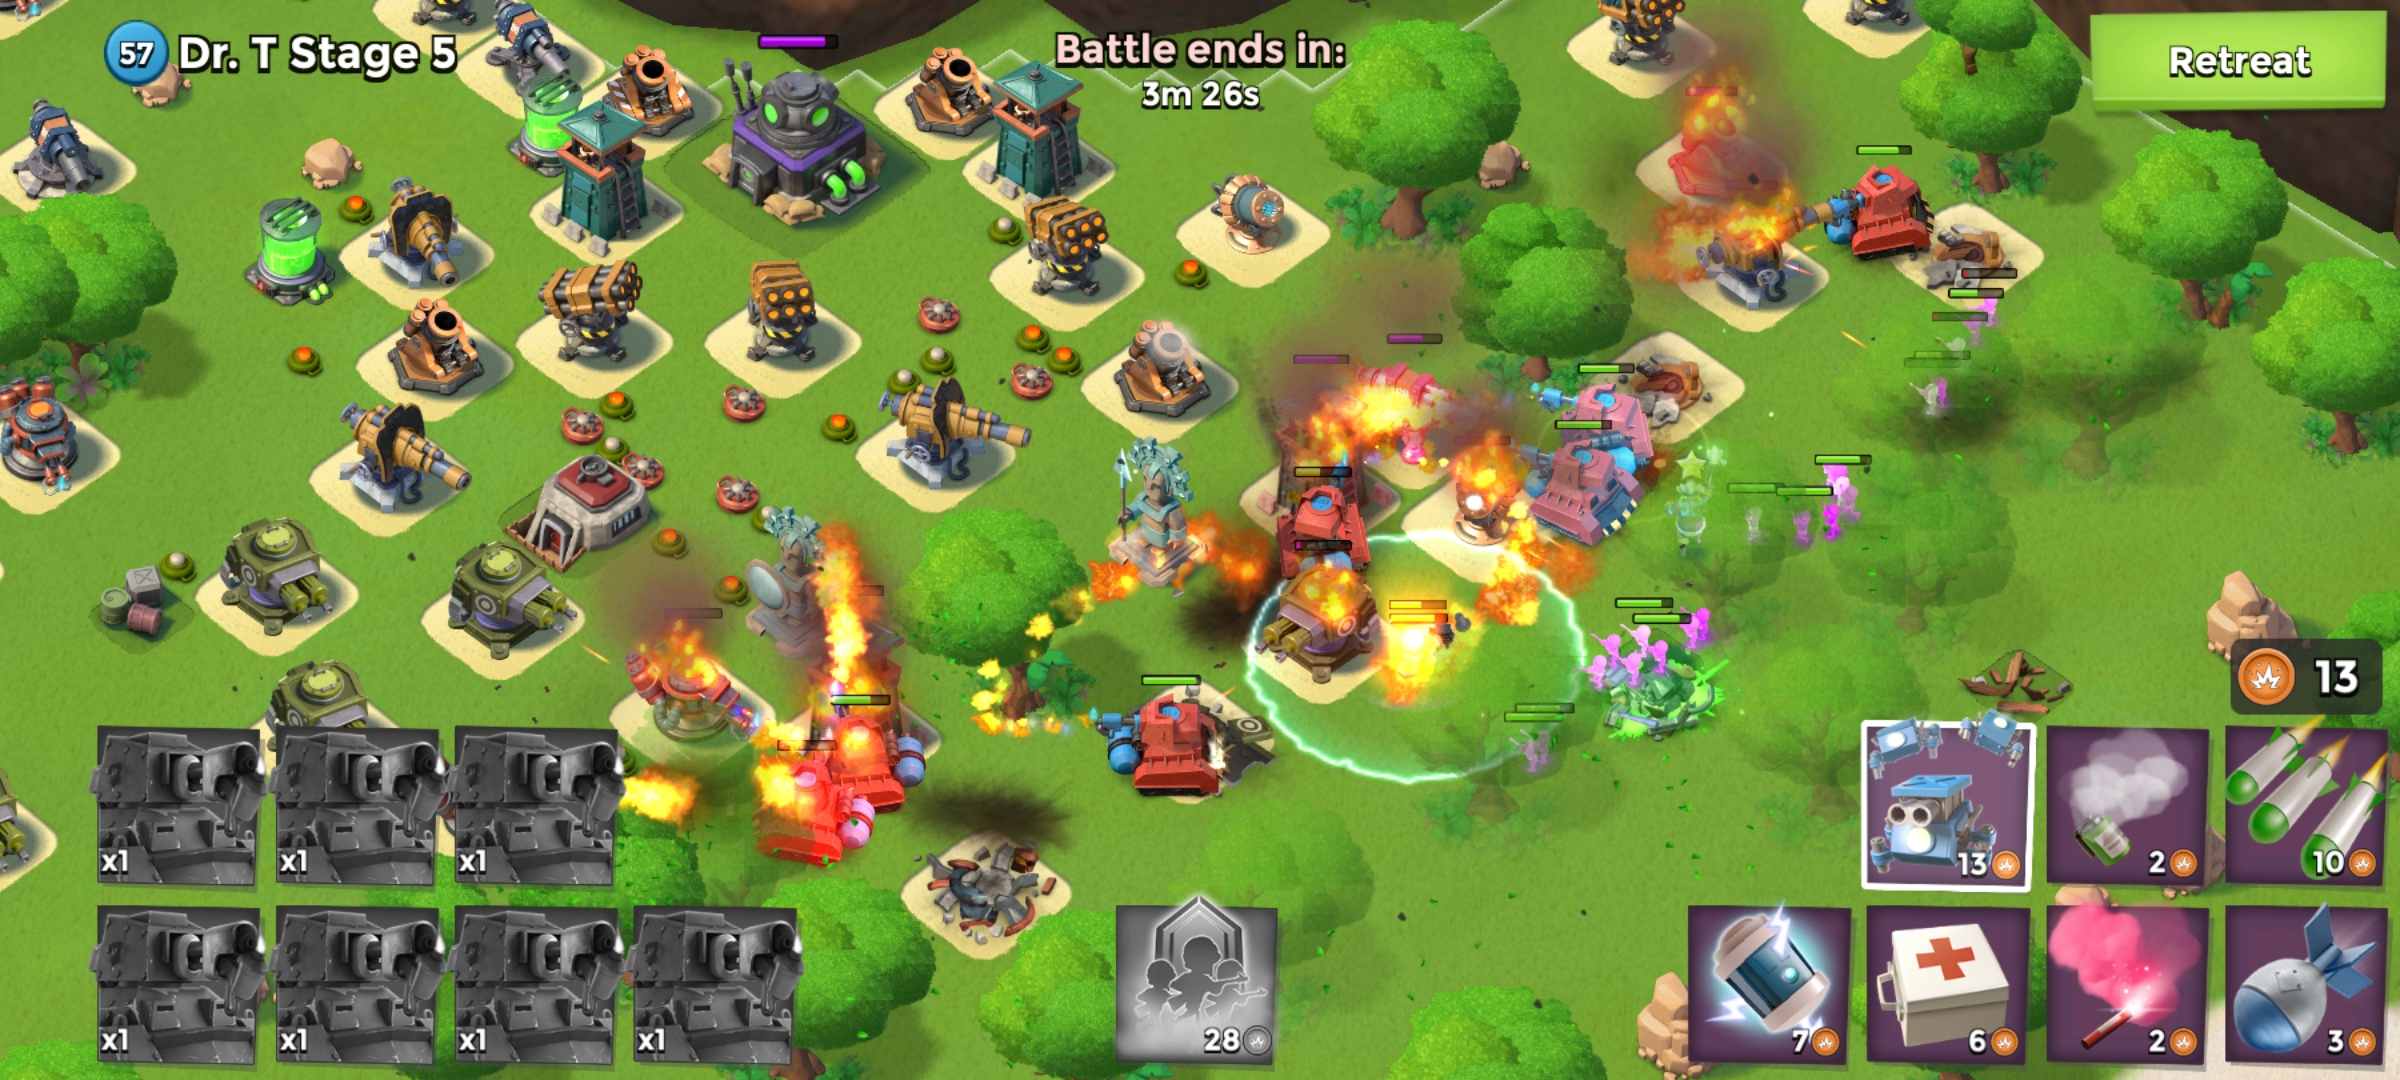 57 Dr. T Stage 5
Battle ends in:
3m 26s
Retreat
13
x1
x1
x1
13
2
10
x1
x1
x1
x1
28
7
6
2
3